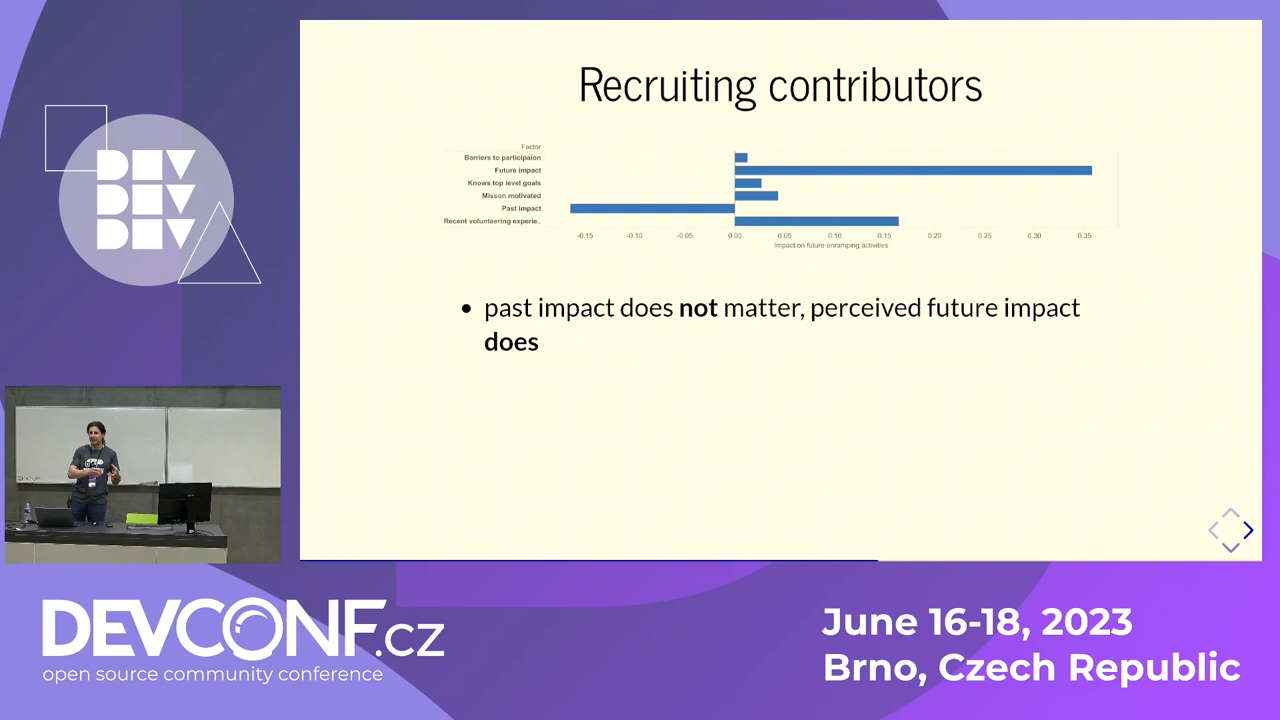 DEV
DEV
DEV
Recruiting contributors
Factor
Barriers to participaion
Future impact
Knows top level goals
Misson motivated
Past impact
Recent volunteering experie..
-0.15 -0.10 -0.05 0.00 0.05 0.10 0.15 0.20 0.25 0.30 0.35
Impact on future onramping activities
• past impact does not matter, perceived future impact
does
DEVCONF.cz
open source community conference
June 16-18, 2023
Brno, Czech Republic